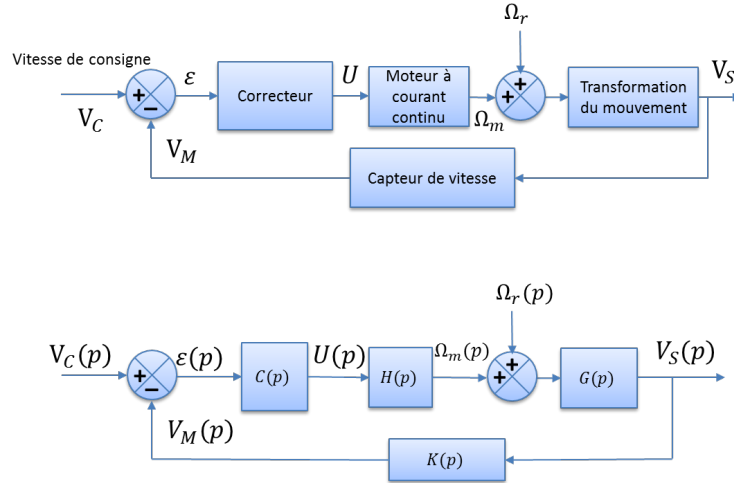 Ω_r
Vitesse de consigne
V_C
+
−
ε
Correcteur
U
Moteur à
courant
continu
Ω_m
+
+
Transformation
du mouvement
V_S
V_M
Capteur de vitesse
Ω_r(p)
V_C(p)
+
−
ε(p)
C(p)
U(p)
H(p)
Ω_m(p)
+
+
G(p)
V_S(p)
V_M(p)
K(p)